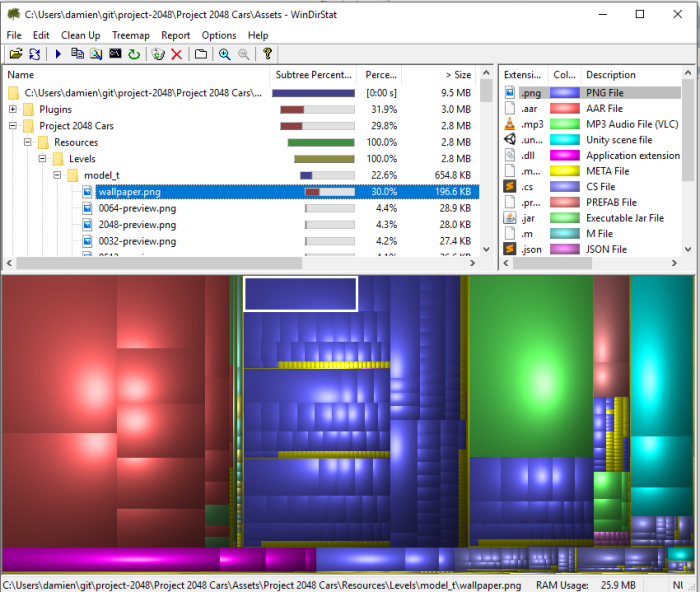 C:\Users\damien\git\project-2048\Project 2048 Cars\Assets - WinDirStat
File Edit Clean Up Treemap Report Options Help
Name Subtree Percent... Perce... > Size
C:\Users\damien\git\project-2048\Project 2048 Cars\... [0:00 s] 9.5 MB
Plugins 31.9% 3.0 MB
Project 2048 Cars 29.8% 2.8 MB
Resources 100.0% 2.8 MB
Levels 100.0% 2.8 MB
model_t 22.6% 654.8 KB
wallpaper.png 30.0% 196.6 KB
0064-preview.png 4.4% 28.9 KB
2048-preview.png 4.3% 28.0 KB
0032-preview.png 4.2% 27.4 KB
Extensi... Col... Description
.png PNG File
.aar AAR File
.mp3 MP3 Audio File (VLC)
.un... Unity scene file
.dll Application extension
.m... META File
.cs CS File
.pr... PREFAB File
.jar Executable Jar File
.m M File
.json JSON File
C:\Users\damien\git\project-2048\Project 2048 Cars\Assets\Project 2048 Cars\Resources\Levels\model_t\wallpaper.png RAM Usage: 25.9 MB